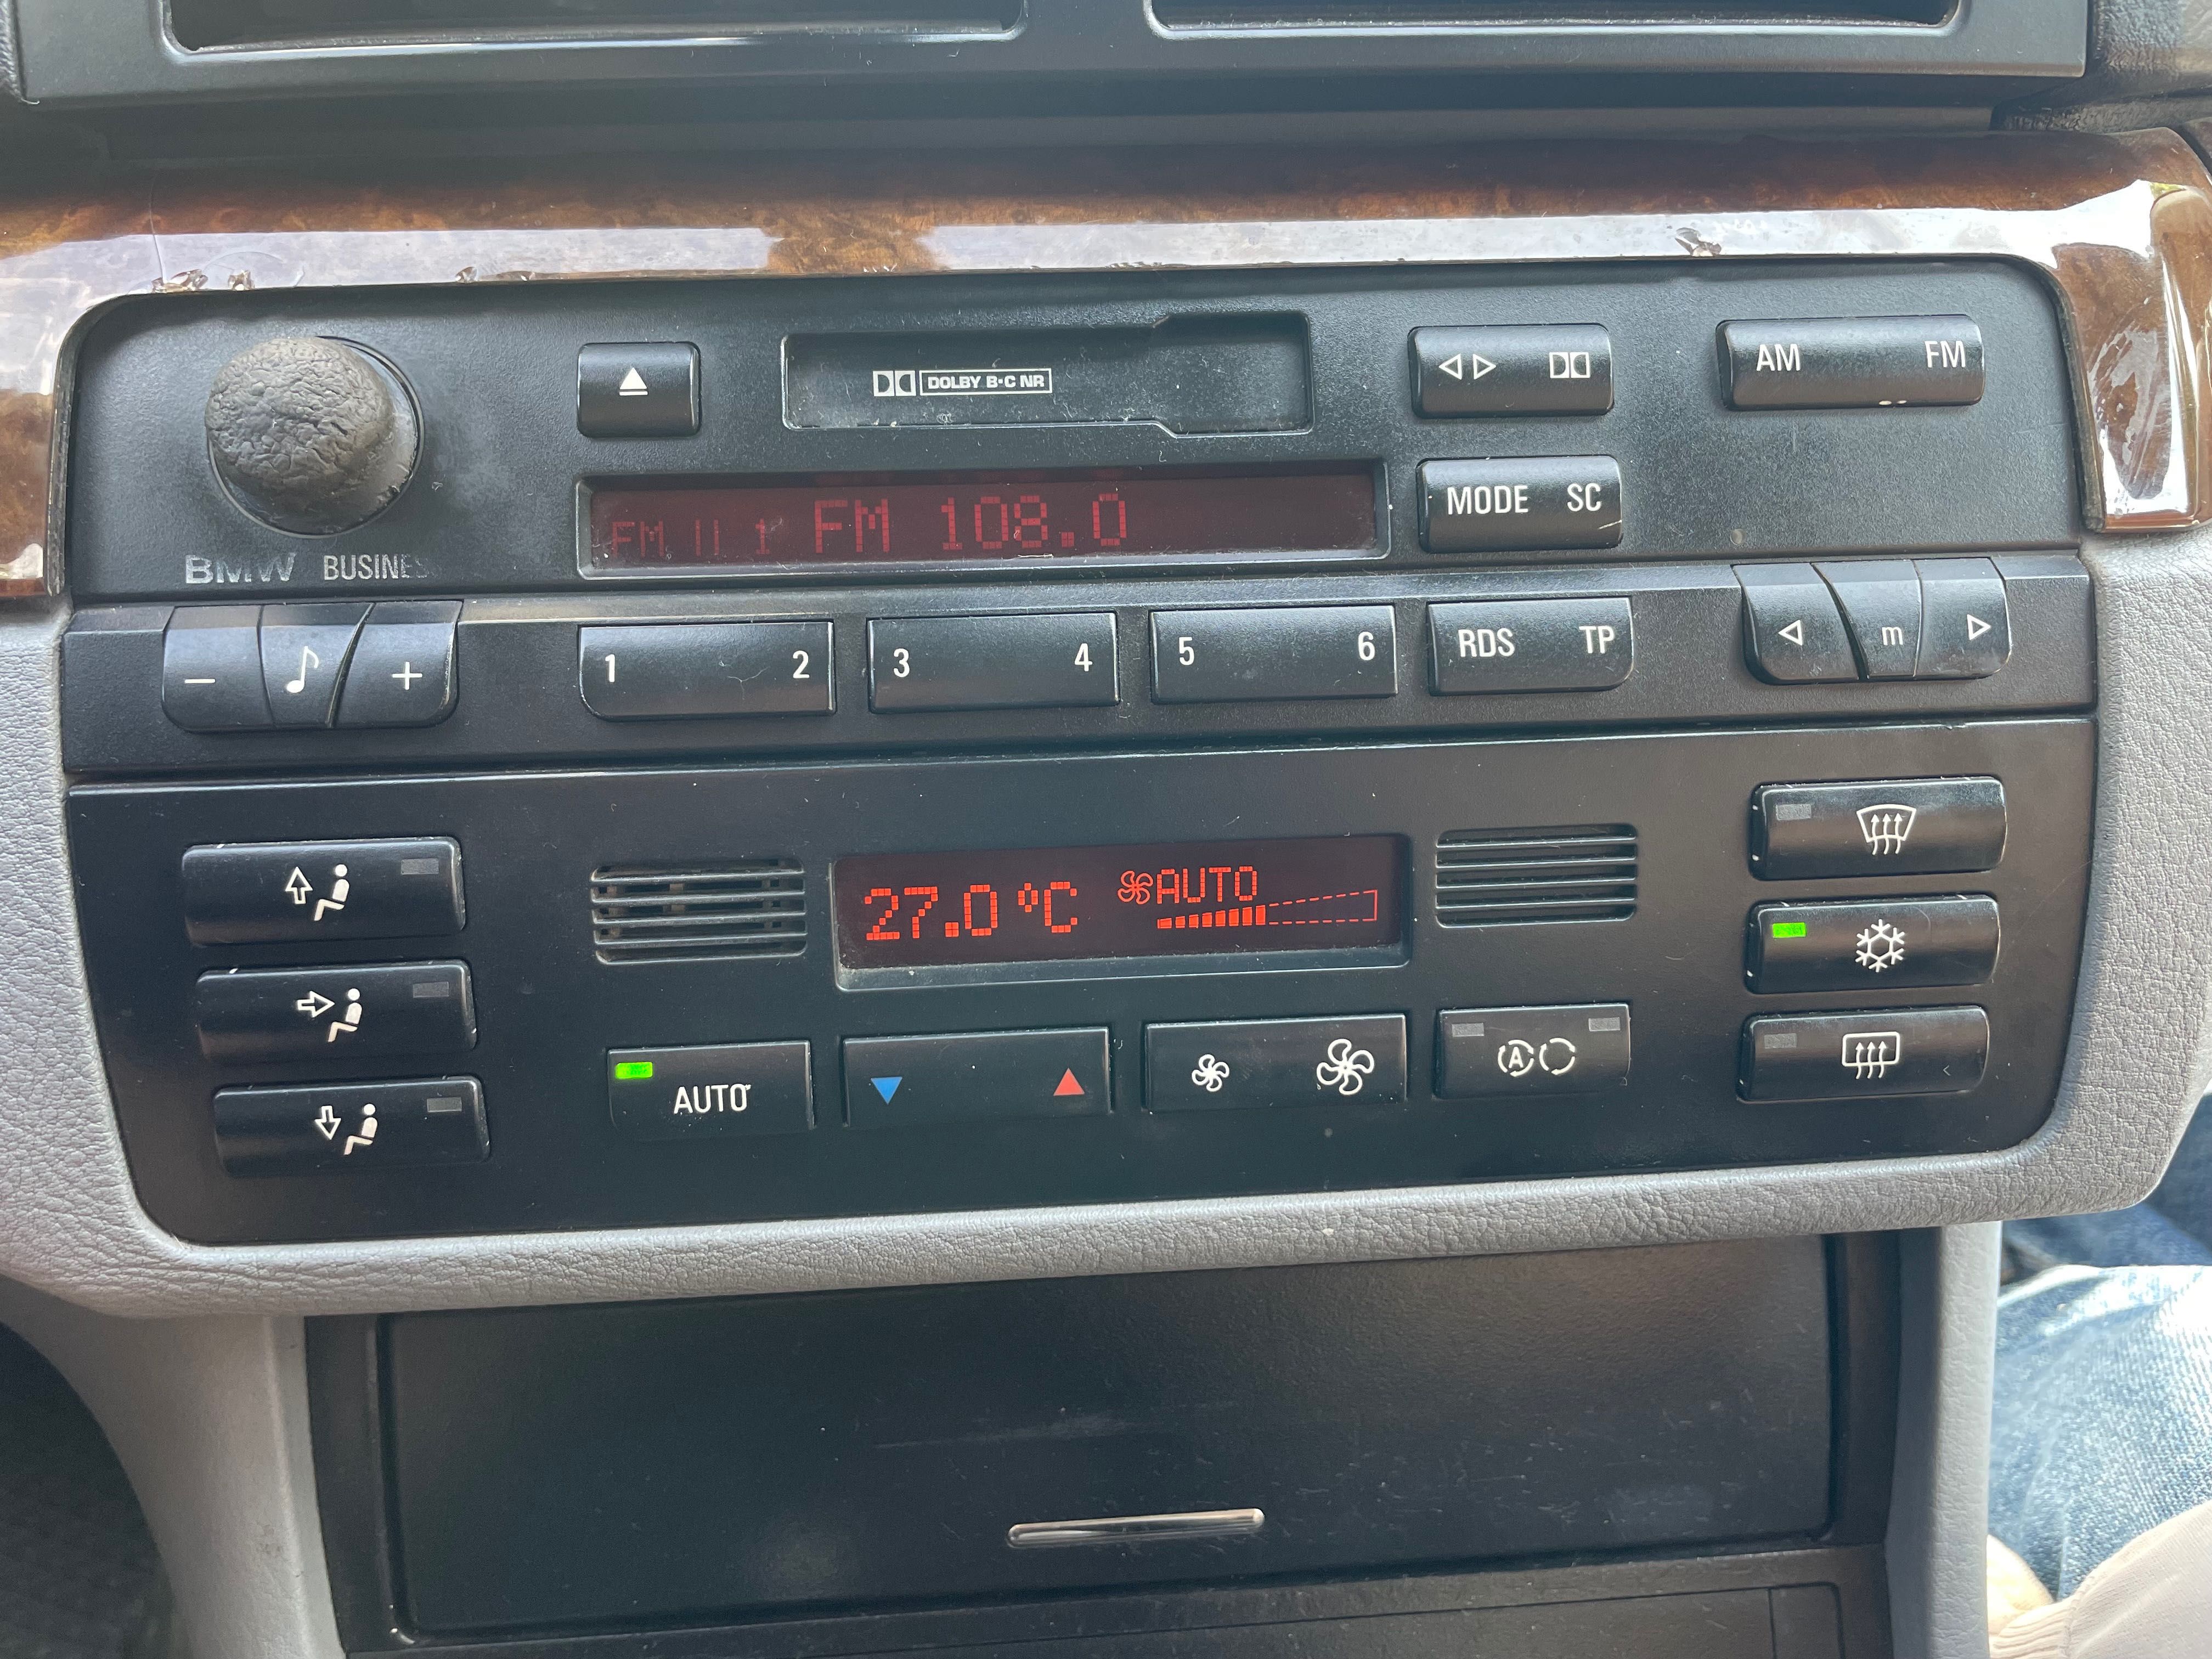 DOLBY B·C NR
AM FM
FM II 1 FM 108.0
MODE SC
BMW BUSINES
1 2 3 4 5 6 RDS TP m
27.0 °C AUTO
AUTO
A